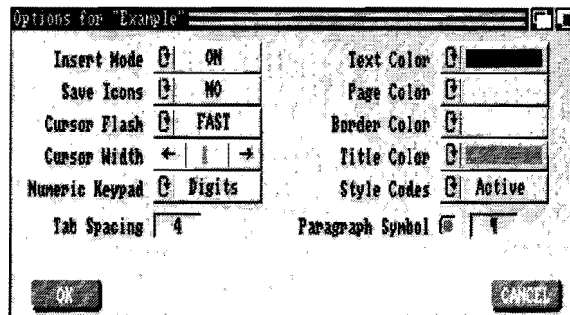 Options for "Example"
Insert Mode ON Text Color
Save Icons NO Page Color
Cursor Flash FAST Border Color
Cursor Width ← → Title Color
Numeric Keypad Digits Style Codes Active
Tab Spacing 4 Paragraph Symbol ¶
OK CANCEL